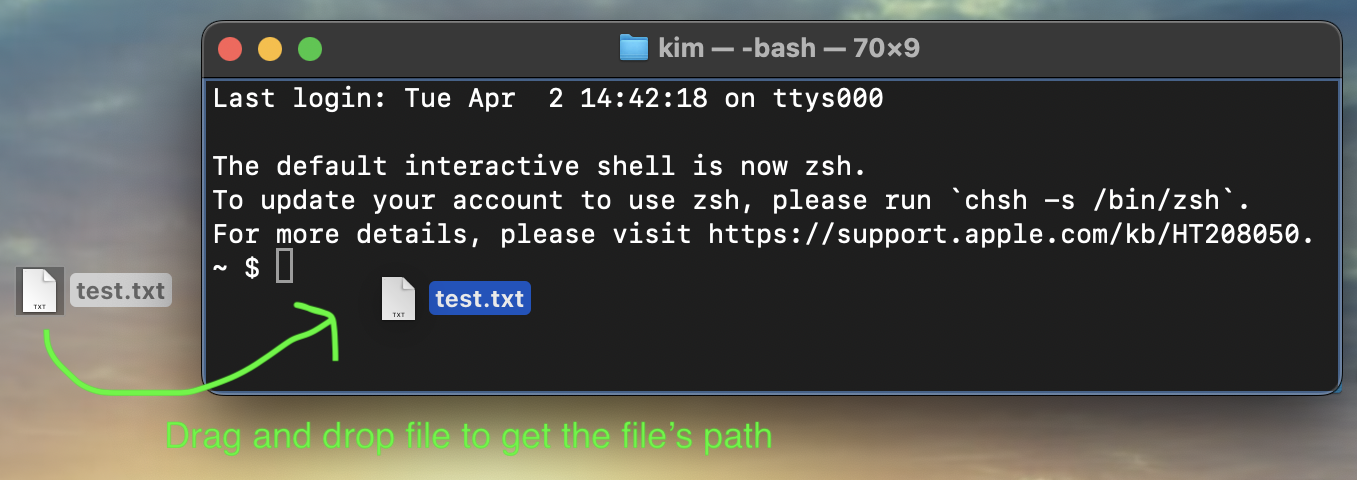 kim — -bash — 70×9
Last login: Tue Apr  2 14:42:18 on ttys000
The default interactive shell is now zsh.
To update your account to use zsh, please run `chsh -s /bin/zsh`.
For more details, please visit https://support.apple.com/kb/HT208050.
~ $
TXT
test.txt
TXT
test.txt
Drag and drop file to get the file’s path